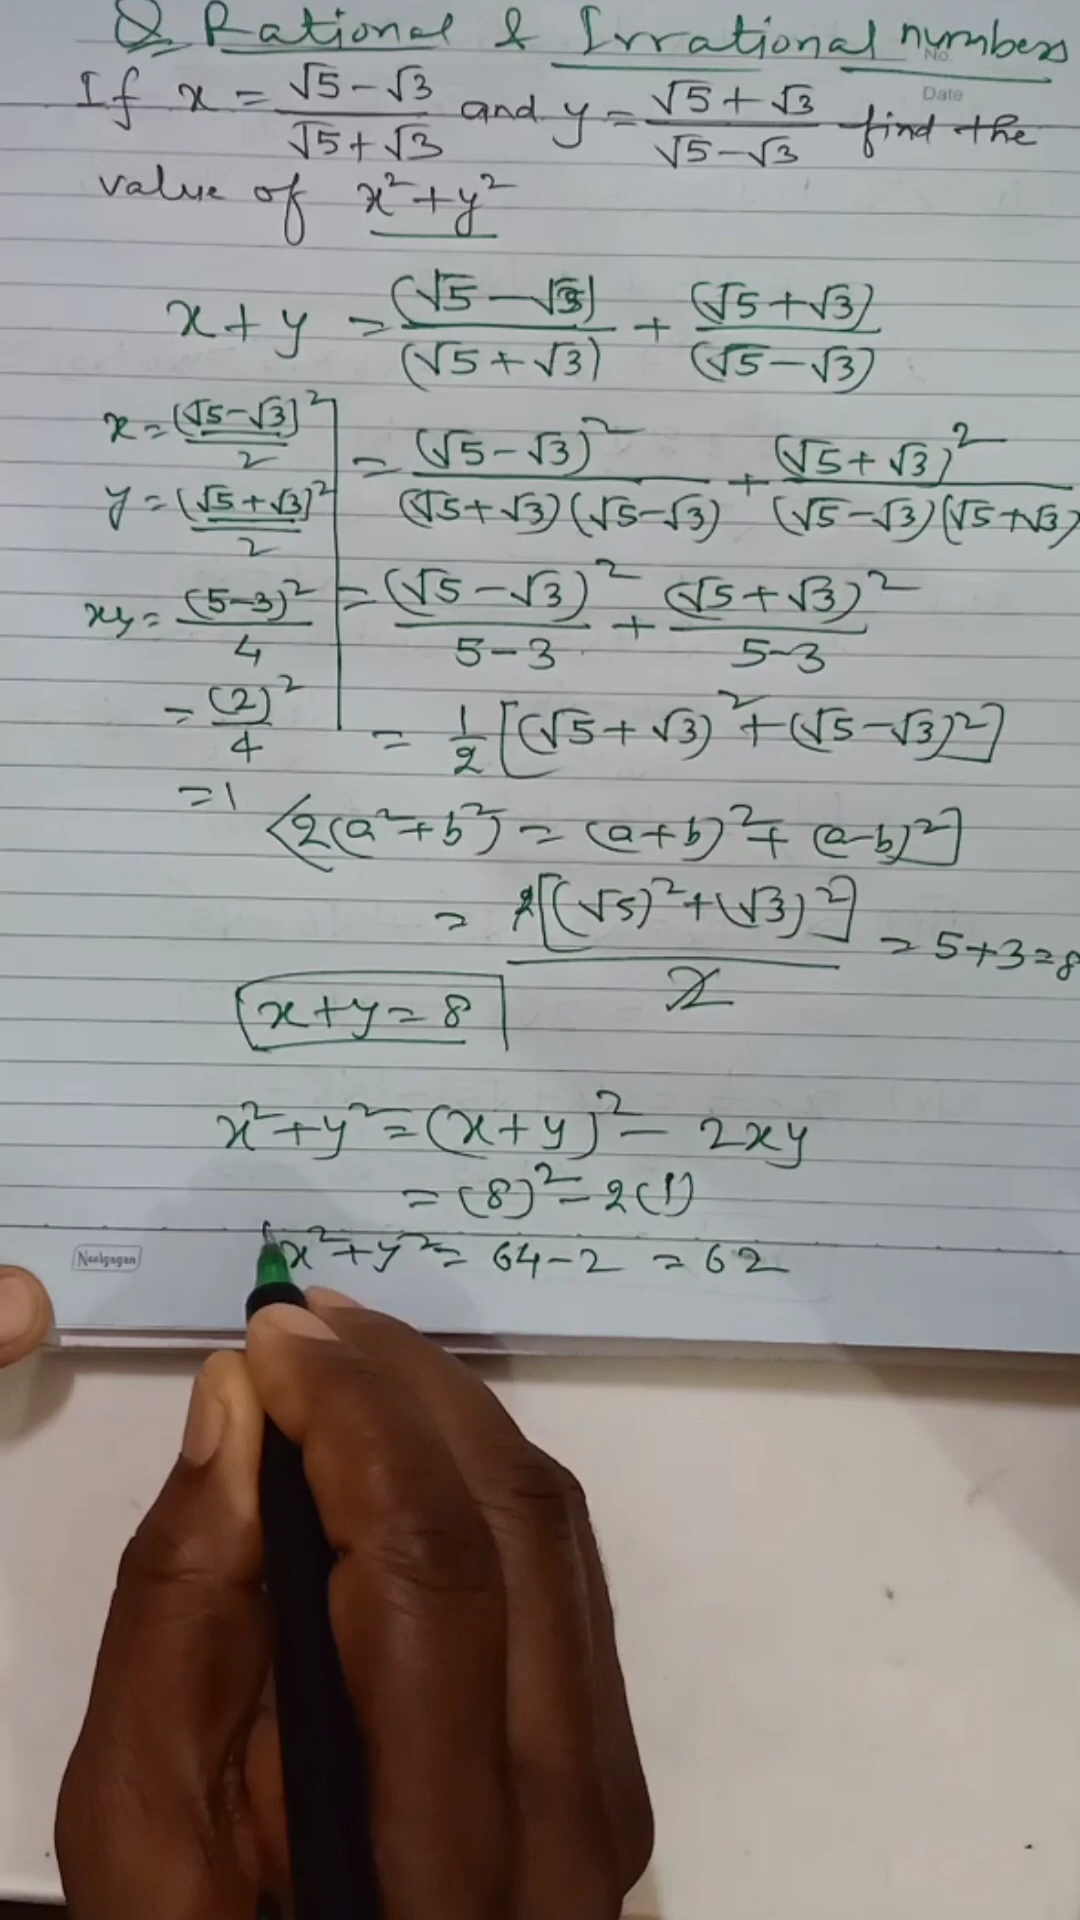 Q Rational & Irrational numbers
No.
Date
If x = (√5-√3)/(√5+√3) and y = (√5+√3)/(√5-√3) find the
value of x²+y²
x+y = (√5-√3)/(√5+√3) + (√5+√3)/(√5-√3)
x = (√5-√3)²/2
= (√5-√3)²/(√5+√3)(√5-√3) + (√5+√3)²/(√5-√3)(√5+√3)
y = (√5+√3)²/2
xy = (5-3)²/4
= (√5-√3)²/5-3 + (√5+√3)²/5-3
= (2)²/4
= 1/2 [(√5+√3)²+(√5-√3)²]
=1
<2(a²+b²) = (a+b)²+(a-b)²]
= 2[(√5)²+(√3)²]/2 = 5+3=8
x+y=8
x²+y²=(x+y)²-2xy
=(8)²-2(1)
x²+y²= 64-2 = 62
Neelgagan